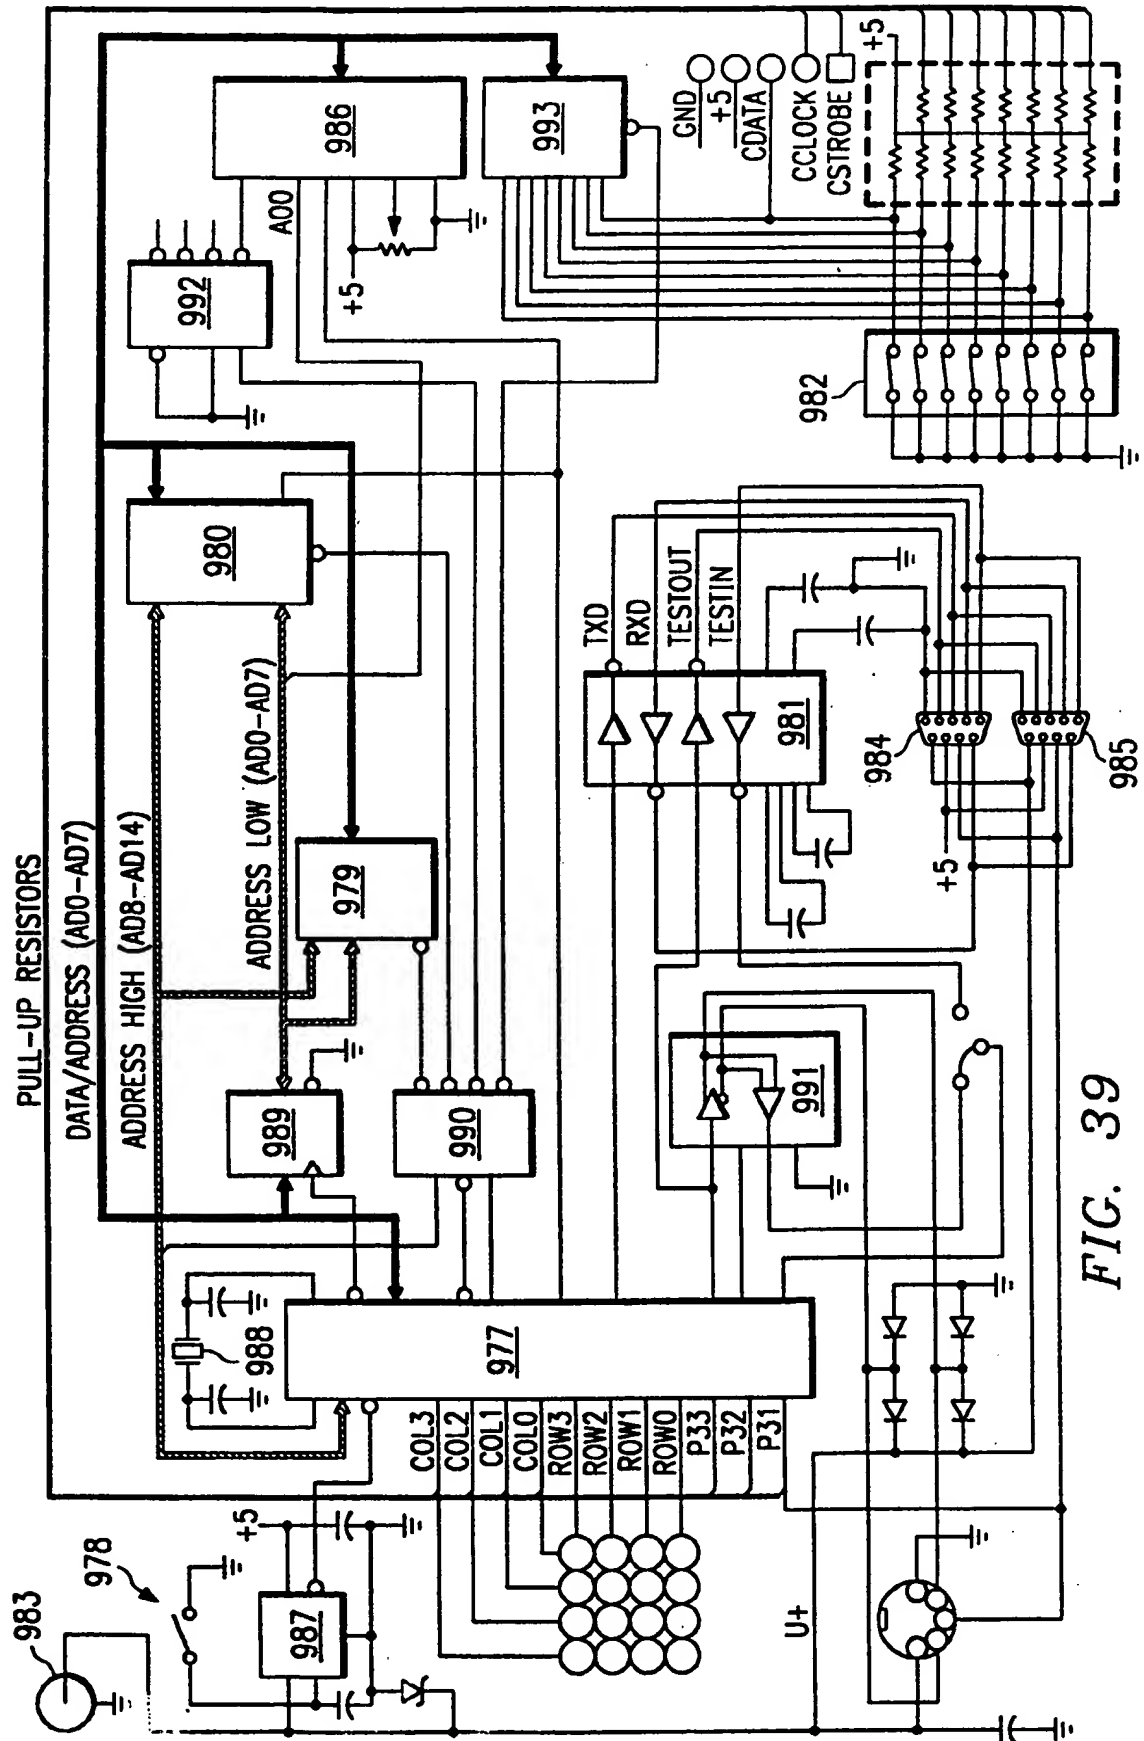 PULL-UP RESISTORS
DATA/ADDRESS (AD0-AD7)
ADDRESS HIGH (AD8-AD14)
ADDRESS LOW (AD0-AD7)
983
978
+5
987
988
977
COL3
COL2
COL1
COL0
ROW3
ROW2
ROW1
ROW0
P33
P32
P31
U+
989
990
979
980
992
986
A00
+5
993
GND
+5
CDATA
CCLOCK
CSTROBE
+5
982
991
981
TXD
RXD
TESTOUT
TESTIN
984
985
+5
FIG. 39